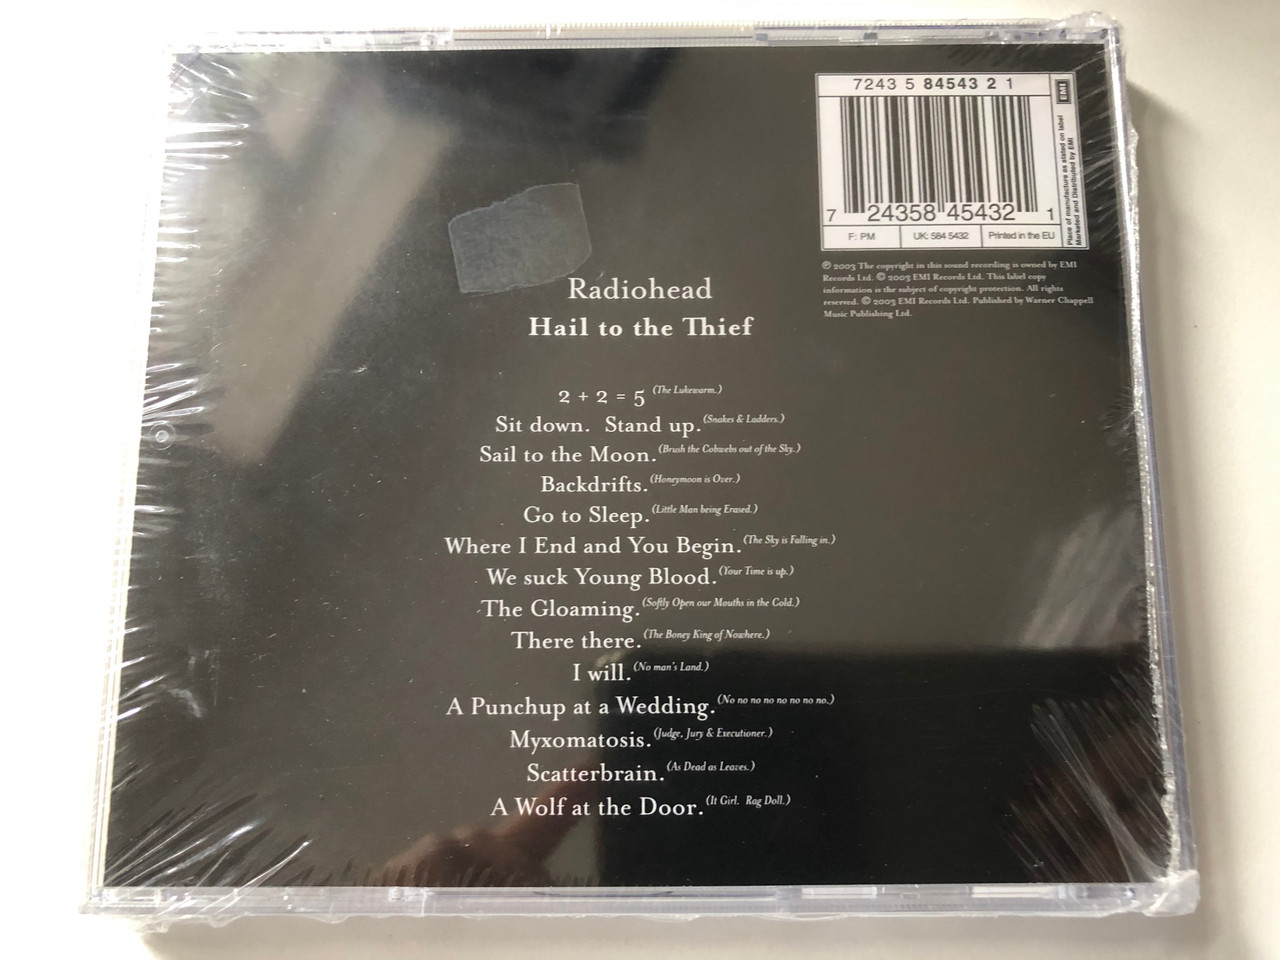 7243 5 84543 2 1
EMI
Place of manufacture as stated on label
Marketed and Distributed by EMI
7 24358 45432 1
F: PM
UK: 584 5432
Printed in the EU
℗ 2003 The copyright in this sound recording is owned by EMI
Records Ltd. © 2003 EMI Records Ltd. This label copy
information is the subject of copyright protection. All rights
reserved. © 2003 EMI Records Ltd. Published by Warner Chappell
Music Publishing Ltd.
Radiohead
Hail to the Thief
2 + 2 = 5 (The Lukewarm.)
Sit down. Stand up. (Snakes & Ladders.)
Sail to the Moon. (Brush the Cobwebs out of the Sky.)
Backdrifts. (Honeymoon is Over.)
Go to Sleep. (Little Man being Erased.)
Where I End and You Begin. (The Sky is Falling in.)
We suck Young Blood. (Your Time is up.)
The Gloaming. (Softly Open our Mouths in the Cold.)
There there. (The Boney King of Nowhere.)
I will. (No man's Land.)
A Punchup at a Wedding. (No no no no no no no no.)
Myxomatosis. (Judge, Jury & Executioner.)
Scatterbrain. (As Dead as Leaves.)
A Wolf at the Door. (It Girl. Rag Doll.)